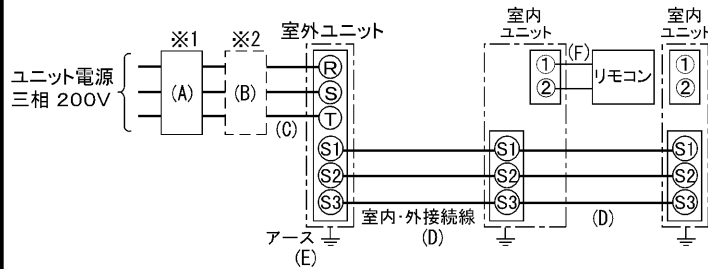 ※1
※2
室外ユニット
室内
ユニット
室内
ユニット
ユニット電源
三相 200V
(A)
(B)
(C)
R
S
T
①
②
(F)
リモコン
①
②
S1
S2
S3
S1
S2
S3
S1
S2
S3
室内・外接続線
(D)
(D)
アース
(E)